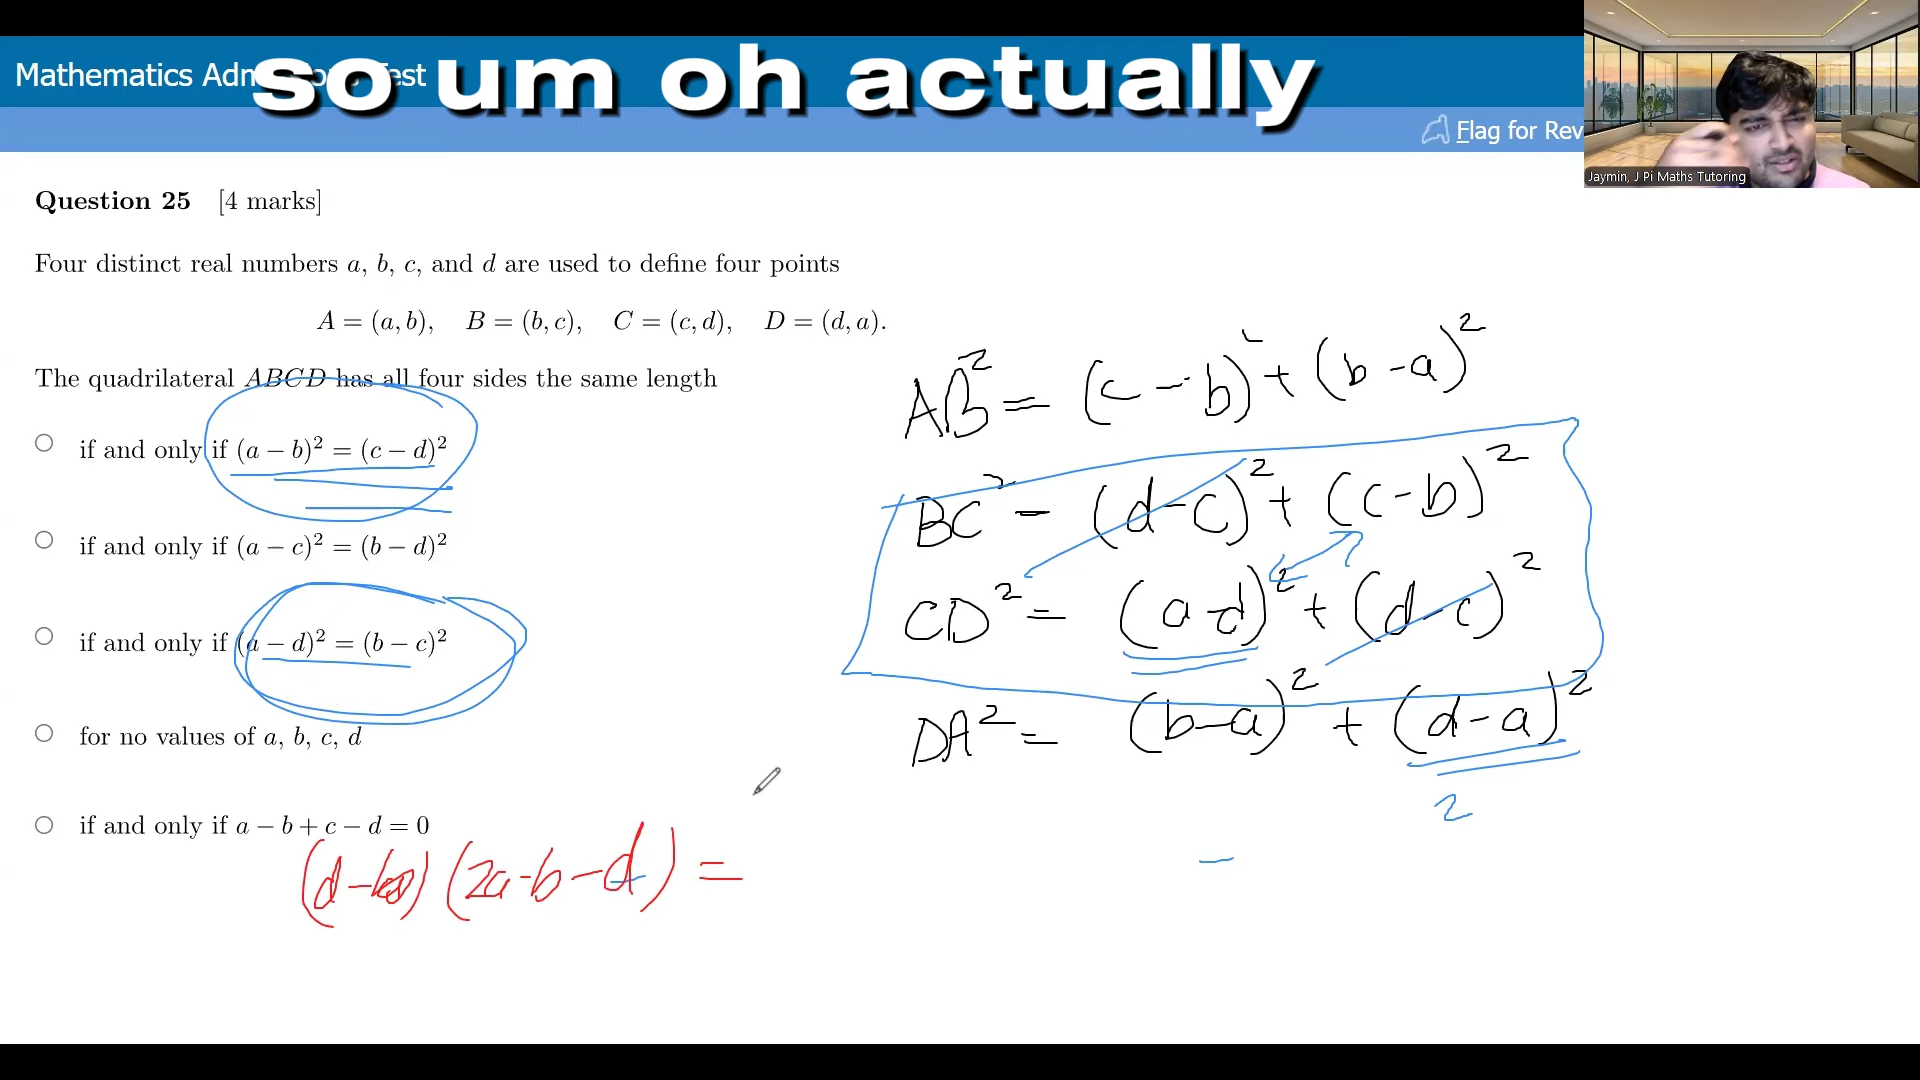 so um oh actually
Mathematics Admissions Test
Flag for Rev
Jaymin, J Pi Maths Tutoring
Question 25 [4 marks]
Four distinct real numbers a, b, c, and d are used to define four points
A = (a, b), B = (b, c), C = (c, d), D = (d, a).
The quadrilateral ABCD has all four sides the same length
if and only if (a − b)² = (c − d)²
if and only if (a − c)² = (b − d)²
if and only if (a − d)² = (b − c)²
for no values of a, b, c, d
if and only if a − b + c − d = 0
AB² = (c − b)² + (b − a)²
BC² = (d − c)² + (c − b)²
CD² = (a − d)² + (d − c)²
DA² = (b − a)² + (d − a)²
2
(2a − b − d) =